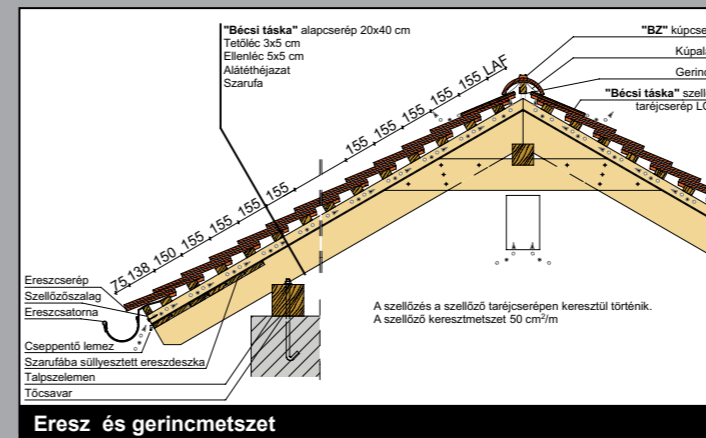 "Bécsi táska" alapcserép 20x40 cm
Tetőléc 3x5 cm
Ellenléc 5x5 cm
Alátéthéjazat
Szarufa
"BZ" kúpcse
Kúpalá
Gerinc
"Bécsi táska" szell
taréjcserép LC
75 138 150 155 155 155 155 155 155 155 155 155 LAF
Ereszcserép
Szellőzőszalag
Ereszcsatorna
Cseppentő lemez
Szarufába süllyesztett ereszdeszka
Talpszelemen
Tőcsavar
A szellőzés a szellőző taréjcserépen keresztül történik.
A szellőző keresztmetszet 50 cm²/m
Eresz és gerincmetszet